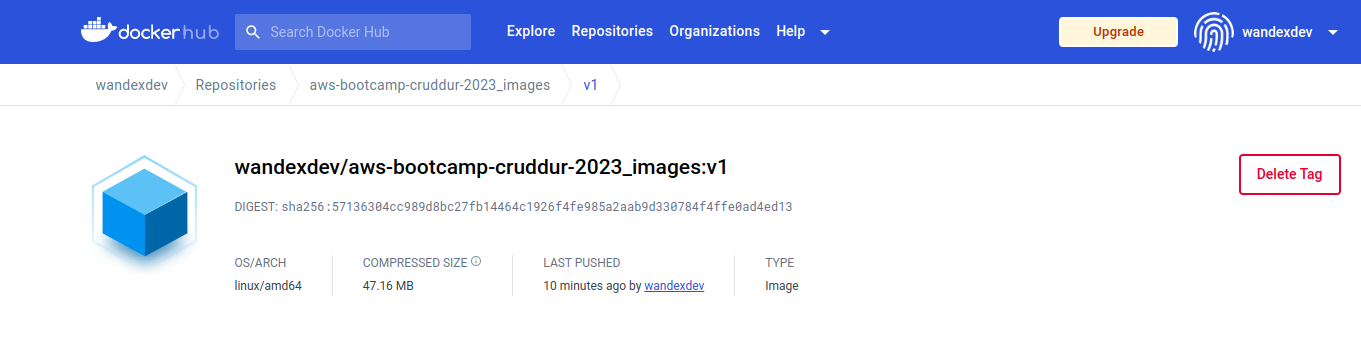 docker hub
Search Docker Hub
Explore Repositories Organizations Help
Upgrade
wandexdev
wandexdev Repositories aws-bootcamp-cruddur-2023_images v1
wandexdev/aws-bootcamp-cruddur-2023_images:v1
Delete Tag
DIGEST: sha256:57136304cc989d8bc27fb14464c1926f4fe985a2aab9d330784f4ffe0ad4ed13
OS/ARCH COMPRESSED SIZE LAST PUSHED TYPE
linux/amd64 47.16 MB 10 minutes ago by wandexdev Image